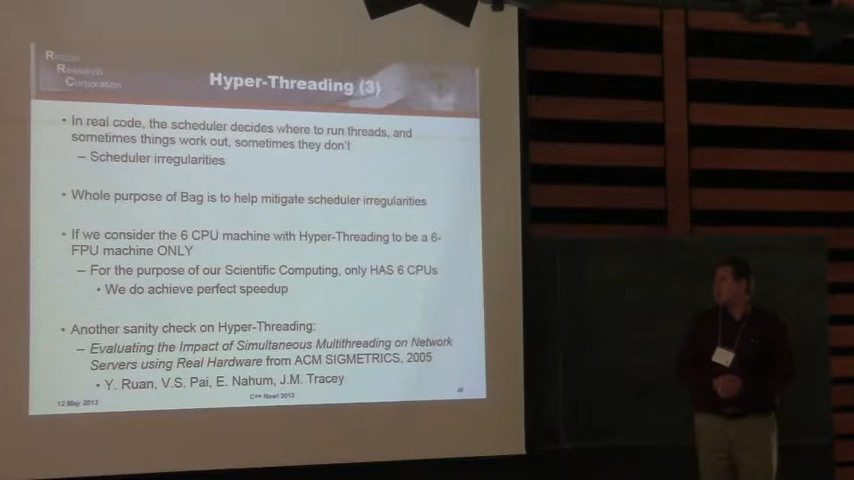 Rincon
Research
Corporation
Hyper-Threading (3)
• In real code, the scheduler decides where to run threads, and
sometimes things work out, sometimes they don't
– Scheduler irregularities
• Whole purpose of Bag is to help mitigate scheduler irregularities
• If we consider the 6 CPU machine with Hyper-Threading to be a 6-
FPU machine ONLY
– For the purpose of our Scientific Computing, only HAS 6 CPUs
• We do achieve perfect speedup
• Another sanity check on Hyper-Threading:
– Evaluating the Impact of Simultaneous Multithreading on Network
Servers using Real Hardware from ACM SIGMETRICS, 2005
• Y. Ruan, V.S. Pai, E. Nahum, J.M. Tracey
12 May 2013
C++ Now! 2013